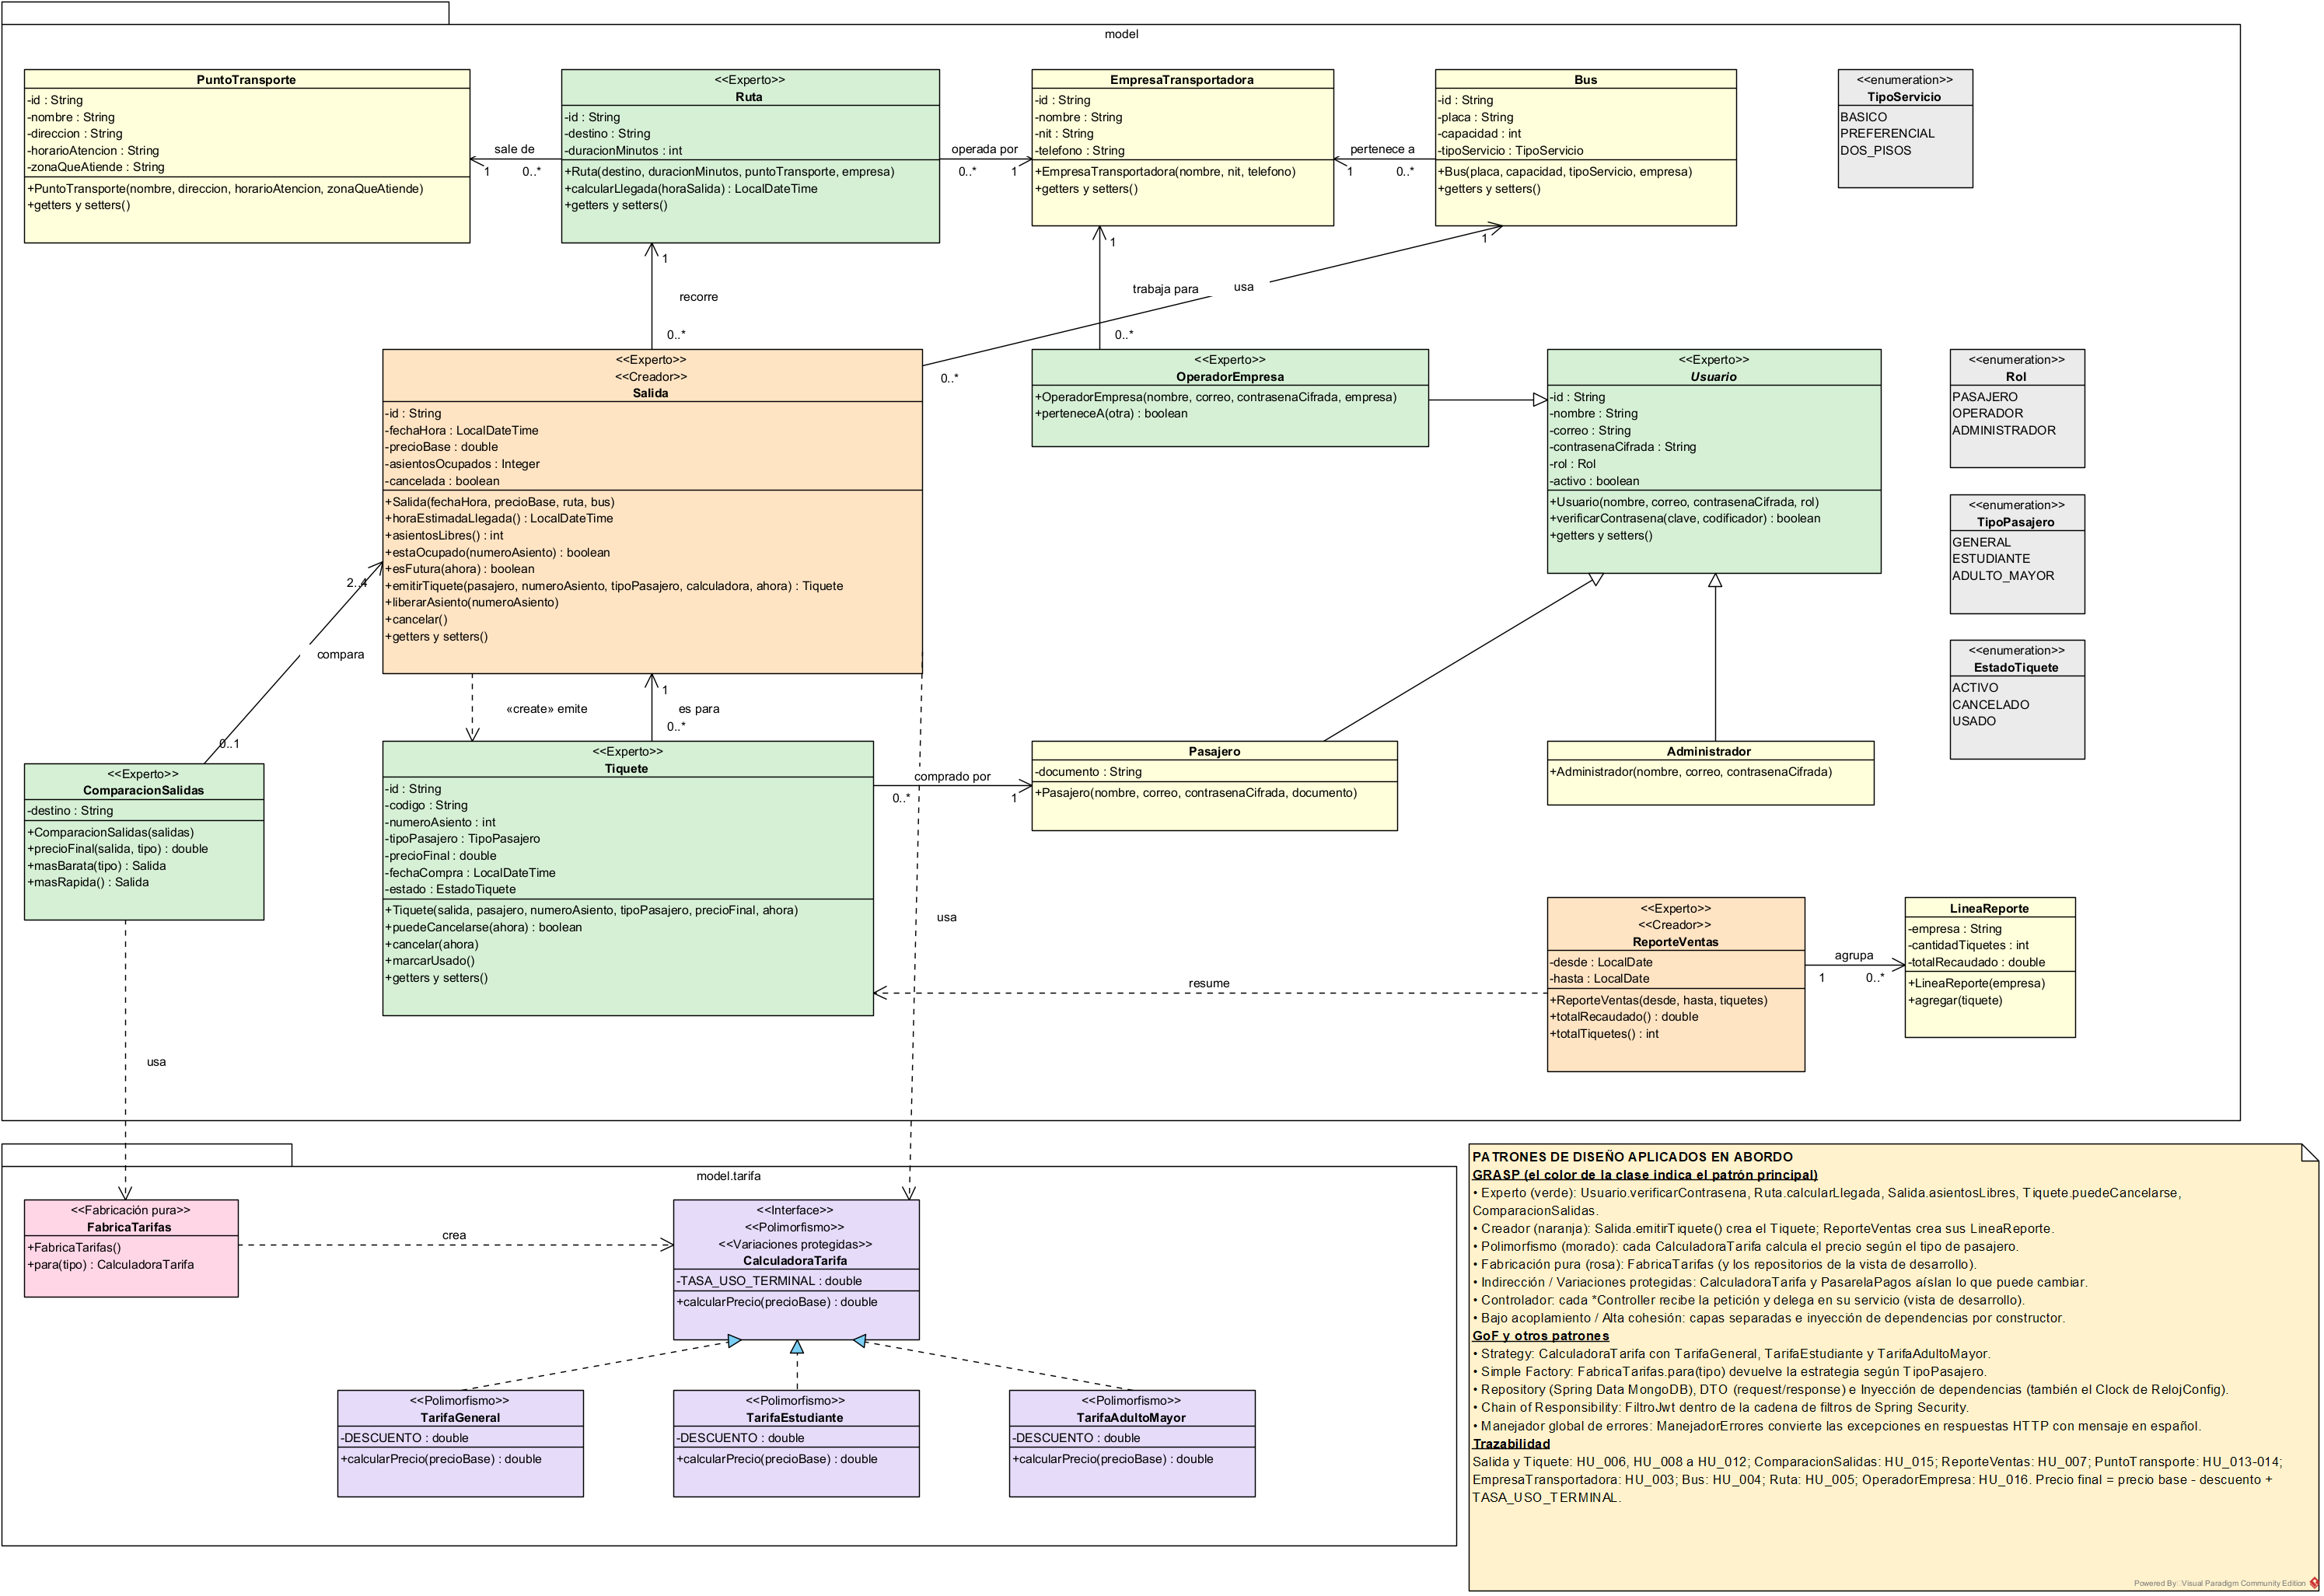 model
PuntoTransporte
-id : String
-nombre : String
-direccion : String
-horarioAtencion : String
-zonaQueAtiende : String
+PuntoTransporte(nombre, direccion, horarioAtencion, zonaQueAtiende)
+getters y setters()
sale de
1
0..*
<<Experto>>
Ruta
-id : String
-destino : String
-duracionMinutos : int
+Ruta(destino, duracionMinutos, puntoTransporte, empresa)
+calcularLlegada(horaSalida) : LocalDateTime
+getters y setters()
operada por
0..*
1
EmpresaTransportadora
-id : String
-nombre : String
-nit : String
-telefono : String
+EmpresaTransportadora(nombre, nit, telefono)
+getters y setters()
pertenece a
1
0..*
Bus
-id : String
-placa : String
-capacidad : int
-tipoServicio : TipoServicio
+Bus(placa, capacidad, tipoServicio, empresa)
+getters y setters()
<<enumeration>>
TipoServicio
BASICO
PREFERENCIAL
DOS_PISOS
1
recorre
0..*
1
trabaja para
0..*
1
usa
0..*
<<Experto>>
<<Creador>>
Salida
-id : String
-fechaHora : LocalDateTime
-precioBase : double
-asientosOcupados : Integer
-cancelada : boolean
+Salida(fechaHora, precioBase, ruta, bus)
+horaEstimadaLlegada() : LocalDateTime
+asientosLibres() : int
+estaOcupado(numeroAsiento) : boolean
+esFutura(ahora) : boolean
+emitirTiquete(pasajero, numeroAsiento, tipoPasajero, calculadora, ahora) : Tiquete
+liberarAsiento(numeroAsiento)
+cancelar()
+getters y setters()
<<Experto>>
OperadorEmpresa
+OperadorEmpresa(nombre, correo, contrasenaCifrada, empresa)
+perteneceA(otra) : boolean
<<Experto>>
Usuario
-id : String
-nombre : String
-correo : String
-contrasenaCifrada : String
-rol : Rol
-activo : boolean
+Usuario(nombre, correo, contrasenaCifrada, rol)
+verificarContrasena(clave, codificador) : boolean
+getters y setters()
<<enumeration>>
Rol
PASAJERO
OPERADOR
ADMINISTRADOR
<<enumeration>>
TipoPasajero
GENERAL
ESTUDIANTE
ADULTO_MAYOR
<<enumeration>>
EstadoTiquete
ACTIVO
CANCELADO
USADO
2..4
compara
0..1
«create» emite
1
es para
0..*
<<Experto>>
ComparacionSalidas
-destino : String
+ComparacionSalidas(salidas)
+precioFinal(salida, tipo) : double
+masBarata(tipo) : Salida
+masRapida() : Salida
<<Experto>>
Tiquete
-id : String
-codigo : String
-numeroAsiento : int
-tipoPasajero : TipoPasajero
-precioFinal : double
-fechaCompra : LocalDateTime
-estado : EstadoTiquete
+Tiquete(salida, pasajero, numeroAsiento, tipoPasajero, precioFinal, ahora)
+puedeCancelarse(ahora) : boolean
+cancelar(ahora)
+marcarUsado()
+getters y setters()
comprado por
0..*
1
Pasajero
-documento : String
+Pasajero(nombre, correo, contrasenaCifrada, documento)
Administrador
+Administrador(nombre, correo, contrasenaCifrada)
usa
resume
<<Experto>>
<<Creador>>
ReporteVentas
-desde : LocalDate
-hasta : LocalDate
+ReporteVentas(desde, hasta, tiquetes)
+totalRecaudado() : double
+totalTiquetes() : int
agrupa
1
0..*
LineaReporte
-empresa : String
-cantidadTiquetes : int
-totalRecaudado : double
+LineaReporte(empresa)
+agregar(tiquete)
usa
model.tarifa
<<Fabricación pura>>
FabricaTarifas
+FabricaTarifas()
+para(tipo) : CalculadoraTarifa
crea
<<Interface>>
<<Polimorfismo>>
<<Variaciones protegidas>>
CalculadoraTarifa
-TASA_USO_TERMINAL : double
+calcularPrecio(precioBase) : double
<<Polimorfismo>>
TarifaGeneral
-DESCUENTO : double
+calcularPrecio(precioBase) : double
<<Polimorfismo>>
TarifaEstudiante
-DESCUENTO : double
+calcularPrecio(precioBase) : double
<<Polimorfismo>>
TarifaAdultoMayor
-DESCUENTO : double
+calcularPrecio(precioBase) : double
PATRONES DE DISEÑO APLICADOS EN ABORDO
GRASP (el color de la clase indica el patrón principal)
• Experto (verde): Usuario.verificarContrasena, Ruta.calcularLlegada, Salida.asientosLibres, Tiquete.puedeCancelarse,
ComparacionSalidas.
• Creador (naranja): Salida.emitirTiquete() crea el Tiquete; ReporteVentas crea sus LineaReporte.
• Polimorfismo (morado): cada CalculadoraTarifa calcula el precio según el tipo de pasajero.
• Fabricación pura (rosa): FabricaTarifas (y los repositorios de la vista de desarrollo).
• Indirección / Variaciones protegidas: CalculadoraTarifa y PasarelaPagos aíslan lo que puede cambiar.
• Controlador: cada *Controller recibe la petición y delega en su servicio (vista de desarrollo).
• Bajo acoplamiento / Alta cohesión: capas separadas e inyección de dependencias por constructor.
GoF y otros patrones
• Strategy: CalculadoraTarifa con TarifaGeneral, TarifaEstudiante y TarifaAdultoMayor.
• Simple Factory: FabricaTarifas.para(tipo) devuelve la estrategia según TipoPasajero.
• Repository (Spring Data MongoDB), DTO (request/response) e Inyección de dependencias (también el Clock de RelojConfig).
• Chain of Responsibility: FiltroJwt dentro de la cadena de filtros de Spring Security.
• Manejador global de errores: ManejadorErrores convierte las excepciones en respuestas HTTP con mensaje en español.
Trazabilidad
Salida y Tiquete: HU_006, HU_008 a HU_012; ComparacionSalidas: HU_015; ReporteVentas: HU_007; PuntoTransporte: HU_013-014;
EmpresaTransportadora: HU_003; Bus: HU_004; Ruta: HU_005; OperadorEmpresa: HU_016. Precio final = precio base - descuento +
TASA_USO_TERMINAL.
Powered By Visual Paradigm Community Edition